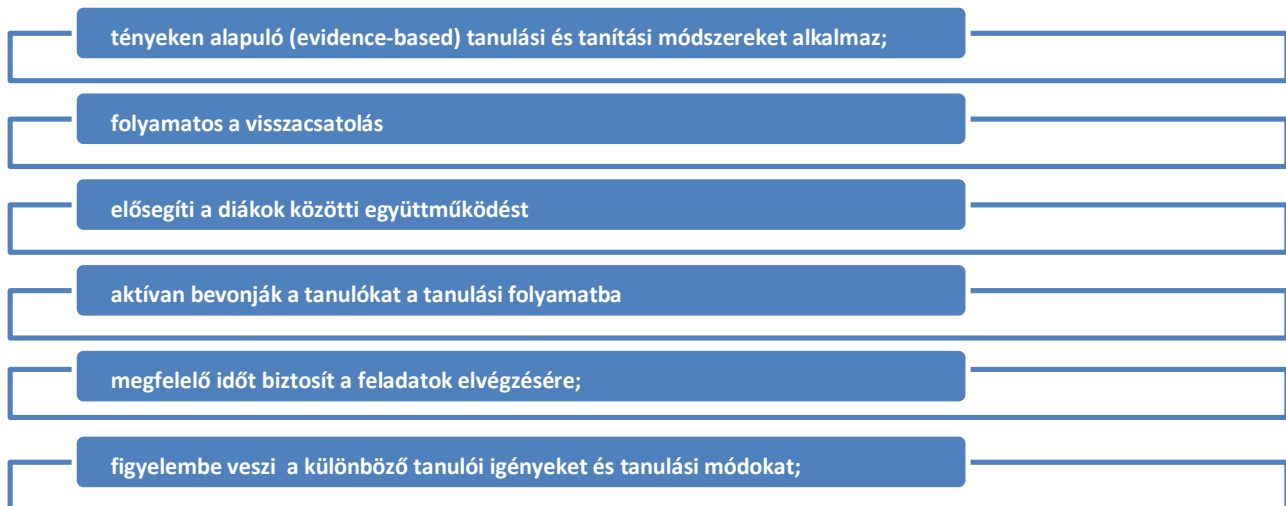 tényeken alapuló (evidence-based) tanulási és tanítási módszereket alkalmaz;
folyamatos a visszacsatolás
elősegíti a diákok közötti együttműködést
aktívan bevonják a tanulókat a tanulási folyamatba
megfelelő időt biztosít a feladatok elvégzésére;
figyelembe veszi  a különböző tanulói igényeket és tanulási módokat;